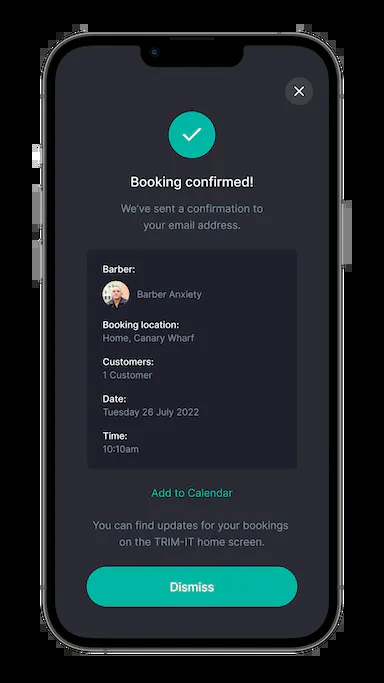 Booking confirmed!
We've sent a confirmation to
your email address.
Barber:
Barber Anxiety
Booking location:
Home, Canary Wharf
Customers:
1 Customer
Date:
Tuesday 26 July 2022
Time:
10:10am
Add to Calendar
You can find updates for your bookings
on the TRIM-IT home screen.
Dismiss